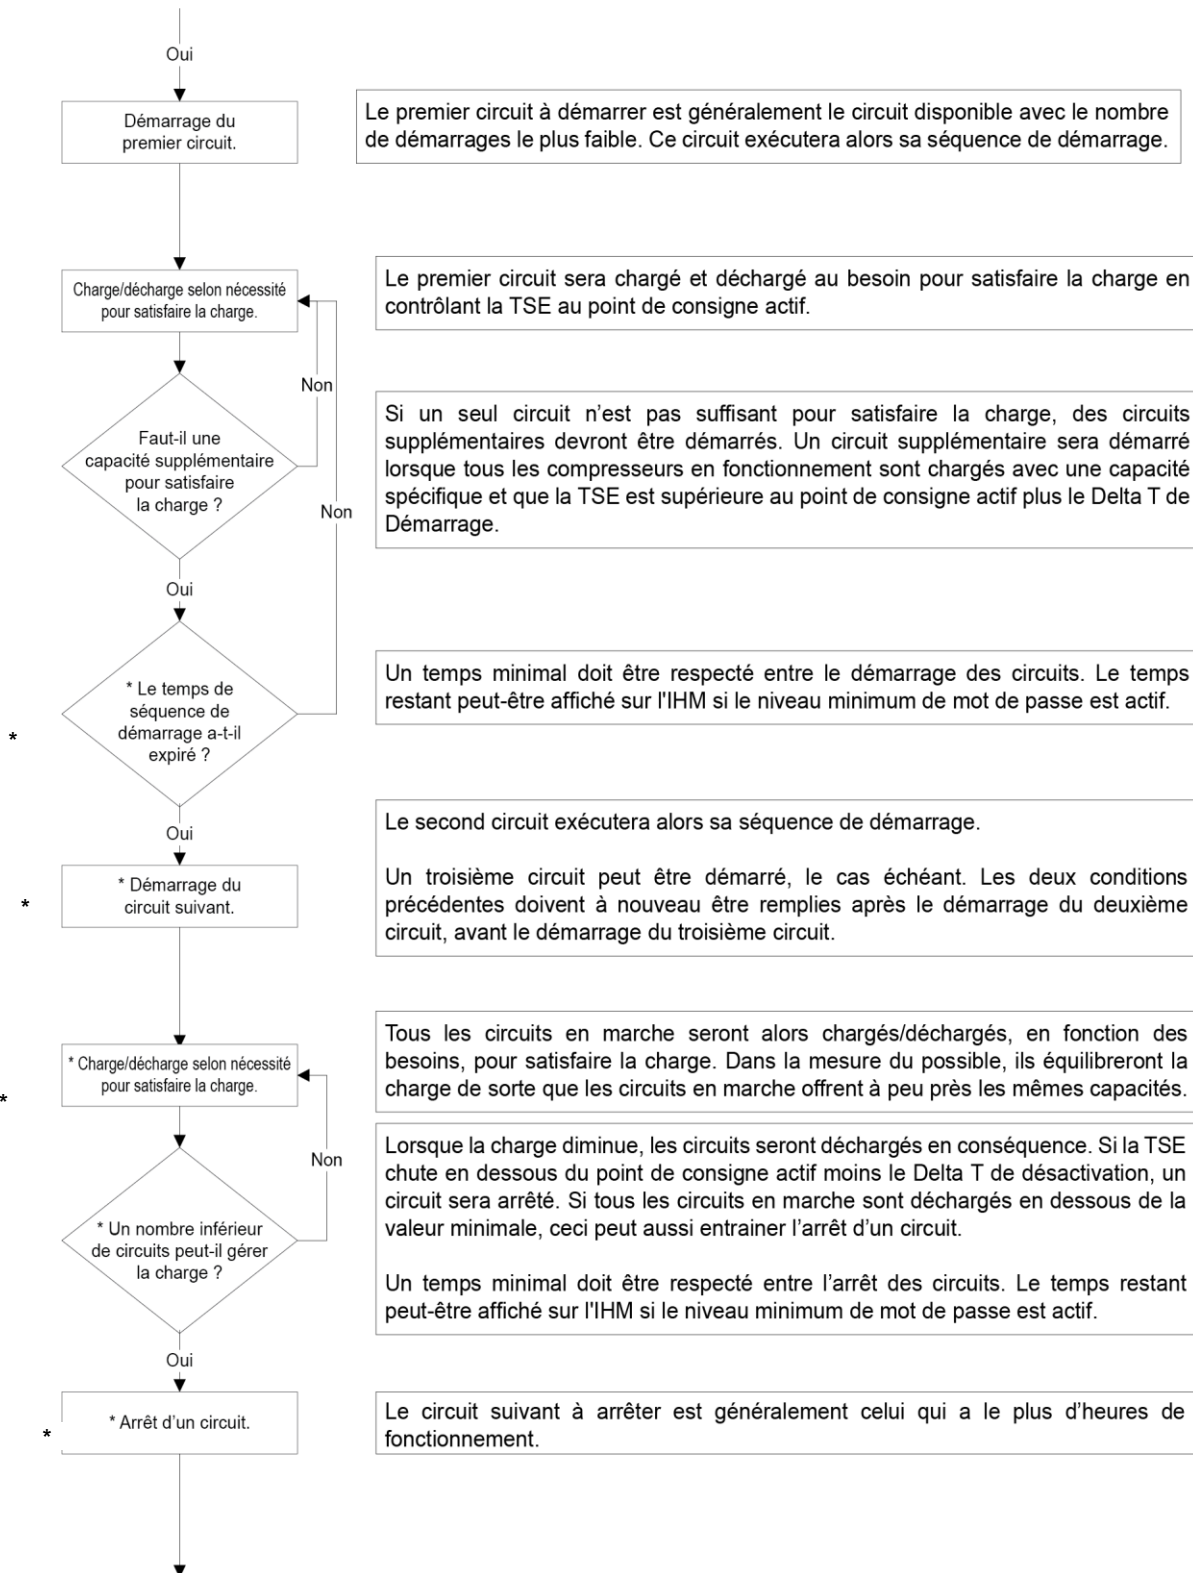 Oui
Démarrage du
premier circuit.
Le premier circuit à démarrer est généralement le circuit disponible avec le nombre
de démarrages le plus faible. Ce circuit exécutera alors sa séquence de démarrage.
Charge/décharge selon nécessité
pour satisfaire la charge.
Le premier circuit sera chargé et déchargé au besoin pour satisfaire la charge en
contrôlant la TSE au point de consigne actif.
Non
Faut-il une
capacité supplémentaire
pour satisfaire
la charge ?
Non
Si un seul circuit n’est pas suffisant pour satisfaire la charge, des circuits
supplémentaires devront être démarrés. Un circuit supplémentaire sera démarré
lorsque tous les compresseurs en fonctionnement sont chargés avec une capacité
spécifique et que la TSE est supérieure au point de consigne actif plus le Delta T de
Démarrage.
Oui
* Le temps de
séquence de
démarrage a-t-il
expiré ?
*
Un temps minimal doit être respecté entre le démarrage des circuits. Le temps
restant peut-être affiché sur l'IHM si le niveau minimum de mot de passe est actif.
Oui
* Démarrage du
circuit suivant.
*
Le second circuit exécutera alors sa séquence de démarrage.
Un troisième circuit peut être démarré, le cas échéant. Les deux conditions
précédentes doivent à nouveau être remplies après le démarrage du deuxième
circuit, avant le démarrage du troisième circuit.
* Charge/décharge selon nécessité
pour satisfaire la charge.
*
Tous les circuits en marche seront alors chargés/déchargés, en fonction des
besoins, pour satisfaire la charge. Dans la mesure du possible, ils équilibreront la
charge de sorte que les circuits en marche offrent à peu près les mêmes capacités.
Non
* Un nombre inférieur
de circuits peut-il gérer
la charge ?
Lorsque la charge diminue, les circuits seront déchargés en conséquence. Si la TSE
chute en dessous du point de consigne actif moins le Delta T de désactivation, un
circuit sera arrêté. Si tous les circuits en marche sont déchargés en dessous de la
valeur minimale, ceci peut aussi entrainer l’arrêt d’un circuit.
Un temps minimal doit être respecté entre l’arrêt des circuits. Le temps restant
peut-être affiché sur l'IHM si le niveau minimum de mot de passe est actif.
Oui
* Arrêt d’un circuit.
*
Le circuit suivant à arrêter est généralement celui qui a le plus d’heures de
fonctionnement.